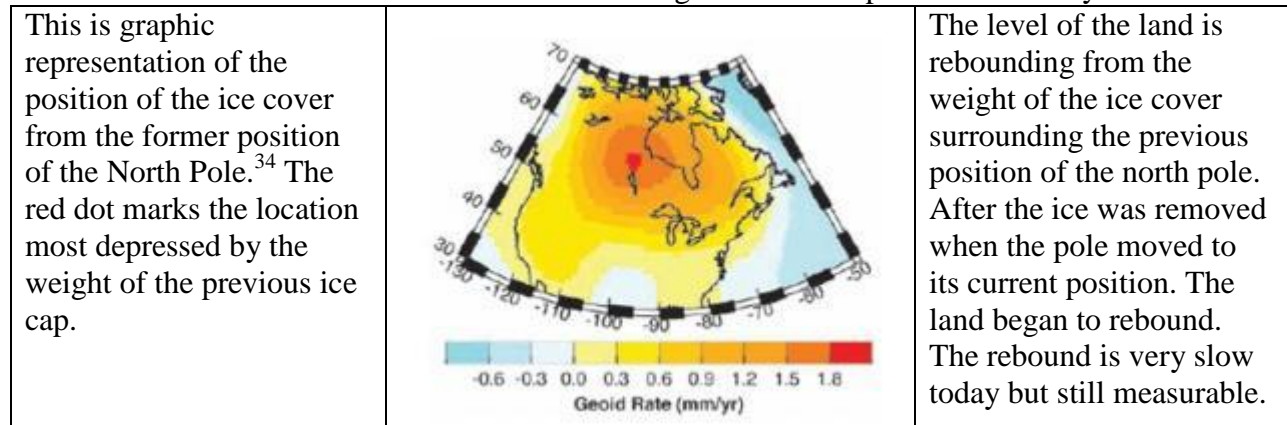 This is graphic
representation of the
position of the ice cover
from the former position
of the North Pole.34 The
red dot marks the location
most depressed by the
weight of the previous ice
cap.
70
60
50
40
30
-130
-120
-110
-100
-90
-80
-70
-60
-50
-0.6 -0.3 0.0 0.3 0.6 0.9 1.2 1.5 1.8
Geoid Rate (mm/yr)
The level of the land is
rebounding from the
weight of the ice cover
surrounding the previous
position of the north pole.
After the ice was removed
when the pole moved to
its current position. The
land began to rebound.
The rebound is very slow
today but still measurable.